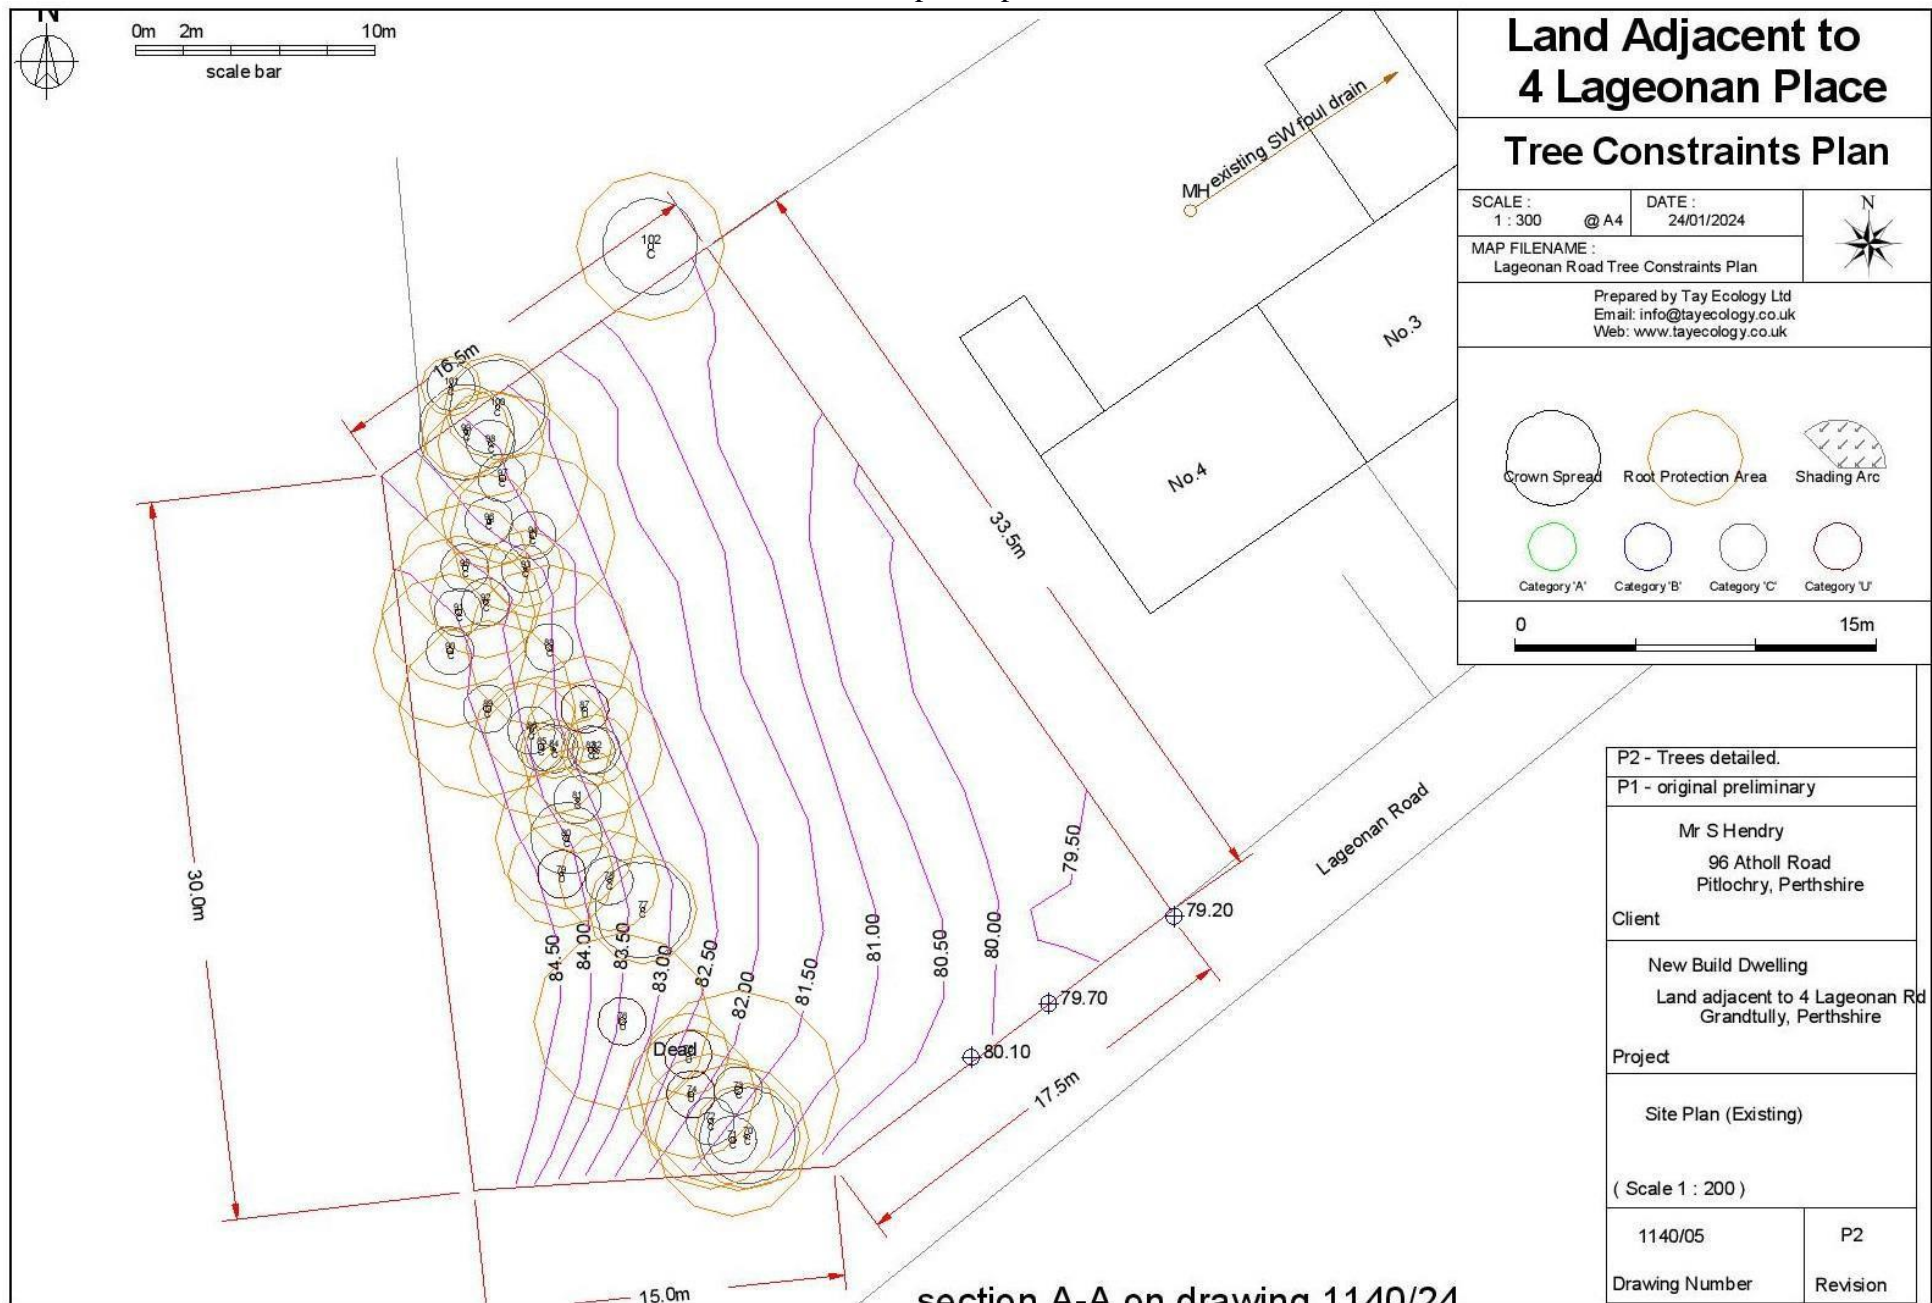 N
0m 2m 10m
scale bar
Land Adjacent to
4 Lageonan Place
Tree Constraints Plan
SCALE :
1 : 300 @ A4
DATE :
24/01/2024
N
MAP FILENAME :
Lageonan Road Tree Constraints Plan
Prepared by Tay Ecology Ltd
Email: info@tayecology.co.uk
Web: www.tayecology.co.uk
Crown Spread Root Protection Area Shading Arc
Category 'A' Category 'B' Category 'C' Category 'U'
0 15m
MH existing SW foul drain
No.3
No.4
102
C
16.5m
101
100
C
33.5m
30.0m
81
77
C
84.50
84.00
83.50
83.00
82.50
82.00
81.50
81.00
80.50
80.00
79.50
79.20
79.70
80.10
Lageonan Road
Dead
74
17.5m
15.0m
section A-A on drawing 1140/24
P2 - Trees detailed.
P1 - original preliminary
Mr S Hendry
96 Atholl Road
Pitlochry, Perthshire
Client
New Build Dwelling
Land adjacent to 4 Lageonan Rd
Grandtully, Perthshire
Project
Site Plan (Existing)
( Scale 1 : 200 )
1140/05
P2
Drawing Number
Revision